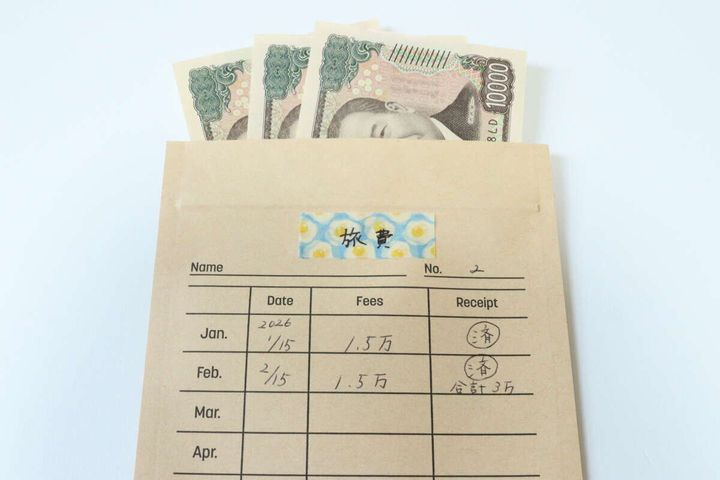 10000
8LD
旅費
Name
No. 2
Date Fees Receipt
Jan. 2026 1/15 1.5万 済
Feb. 2/15 1.5万 済
合計3万
Mar.
Apr.